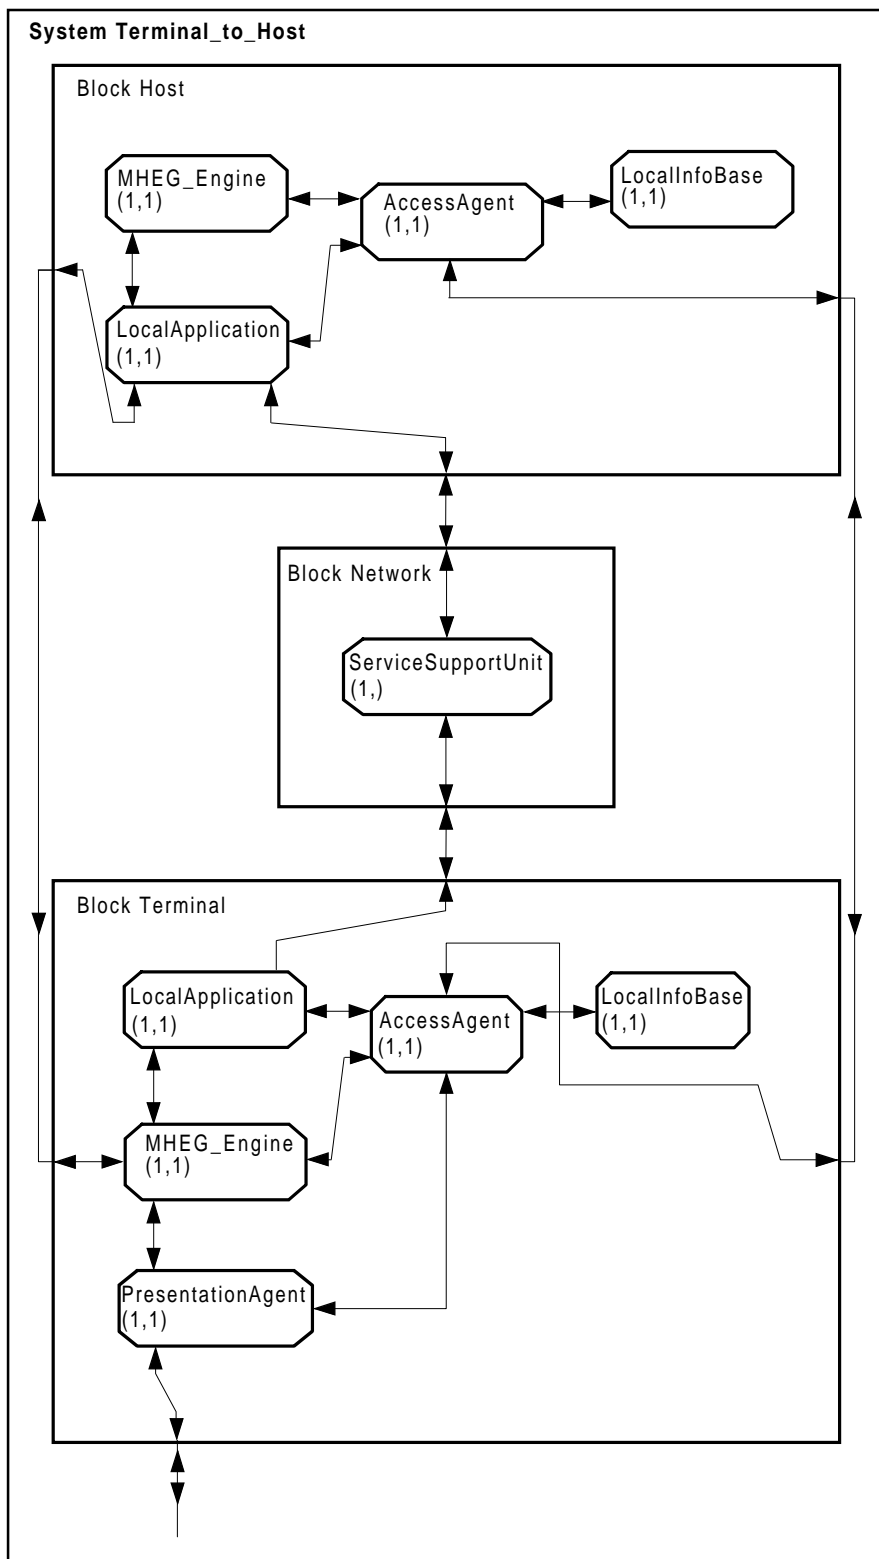 System Terminal_to_Host
Block Host
MHEG_Engine
(1,1)
AccessAgent
(1,1)
LocalInfoBase
(1,1)
LocalApplication
(1,1)
Block Network
ServiceSupportUnit
(1,)
Block Terminal
LocalApplication
(1,1)
AccessAgent
(1,1)
LocalInfoBase
(1,1)
MHEG_Engine
(1,1)
PresentationAgent
(1,1)